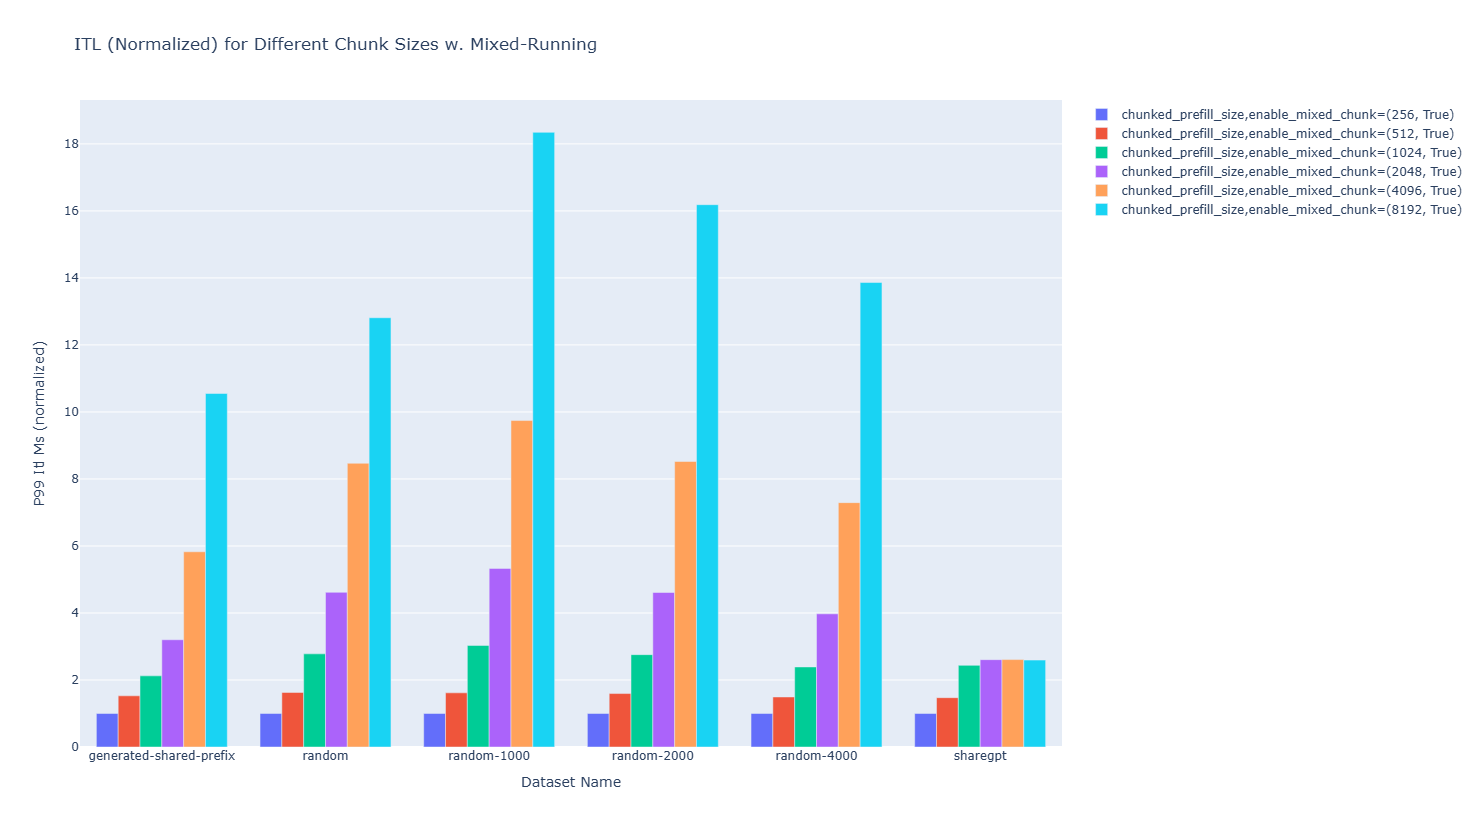 ITL (Normalized) for Different Chunk Sizes w. Mixed-Running
chunked_prefill_size,enable_mixed_chunk=(256, True)
chunked_prefill_size,enable_mixed_chunk=(512, True)
chunked_prefill_size,enable_mixed_chunk=(1024, True)
chunked_prefill_size,enable_mixed_chunk=(2048, True)
chunked_prefill_size,enable_mixed_chunk=(4096, True)
chunked_prefill_size,enable_mixed_chunk=(8192, True)
P99 Itl Ms (normalized)
18
16
14
12
10
8
6
4
2
0
generated-shared-prefix random random-1000 random-2000 random-4000 sharegpt
Dataset Name